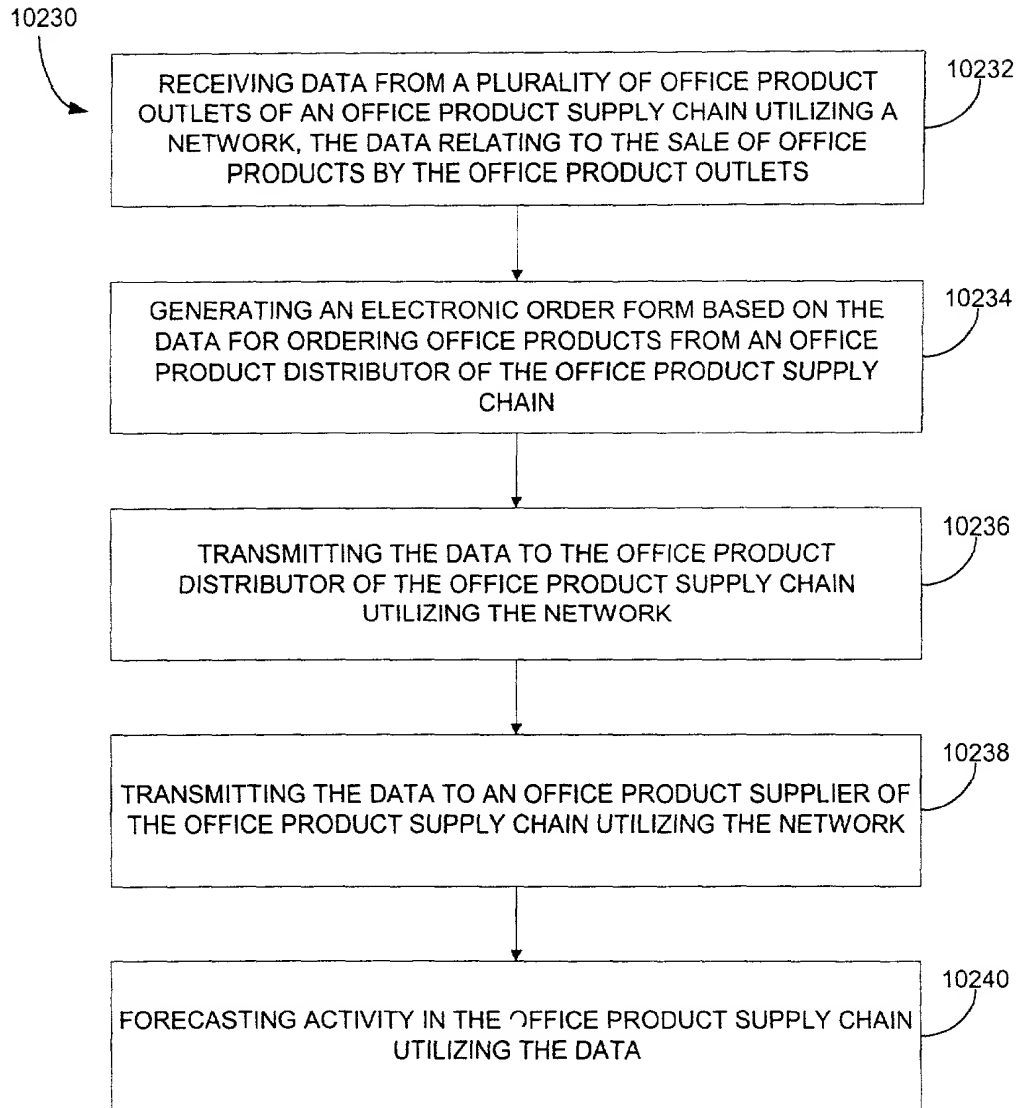 10230
RECEIVING DATA FROM A PLURALITY OF OFFICE PRODUCT
OUTLETS OF AN OFFICE PRODUCT SUPPLY CHAIN UTILIZING A
NETWORK, THE DATA RELATING TO THE SALE OF OFFICE
PRODUCTS BY THE OFFICE PRODUCT OUTLETS
10232
GENERATING AN ELECTRONIC ORDER FORM BASED ON THE
DATA FOR ORDERING OFFICE PRODUCTS FROM AN OFFICE
PRODUCT DISTRIBUTOR OF THE OFFICE PRODUCT SUPPLY
CHAIN
10234
TRANSMITTING THE DATA TO THE OFFICE PRODUCT
DISTRIBUTOR OF THE OFFICE PRODUCT SUPPLY CHAIN
UTILIZING THE NETWORK
10236
TRANSMITTING THE DATA TO AN OFFICE PRODUCT SUPPLIER OF
THE OFFICE PRODUCT SUPPLY CHAIN UTILIZING THE NETWORK
10238
FORECASTING ACTIVITY IN THE OFFICE PRODUCT SUPPLY CHAIN
UTILIZING THE DATA
10240